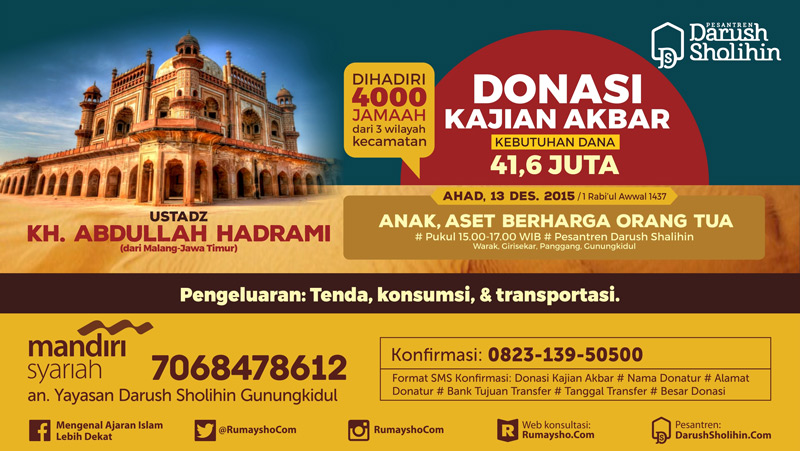 PESANTREN
Darush
Sholihin
DIHADIRI
4000
JAMAAH
dari 3 wilayah
kecamatan
DONASI
KAJIAN AKBAR
KEBUTUHAN DANA
41,6 JUTA
USTADZ
KH. ABDULLAH HADRAMI
(dari Malang-Jawa Timur)
AHAD, 13 DES. 2015 / 1 Rabi'ul Awwal 1437
ANAK, ASET BERHARGA ORANG TUA
# Pukul 15.00-17.00 WIB # Pesantren Darush Shalihin
Warak, Girisekar, Panggang, Gunungkidul
Pengeluaran: Tenda, konsumsi, & transportasi.
mandiri
syariah
7068478612
an. Yayasan Darush Sholihin Gunungkidul
Konfirmasi: 0823-139-50500
Format SMS Konfirmasi: Donasi Kajian Akbar # Nama Donatur # Alamat
Donatur # Bank Tujuan Transfer # Tanggal Transfer # Besar Donasi
Mengenal Ajaran Islam
Lebih Dekat
@RumayshoCom
RumayshoCom
Web konsultasi:
Rumaysho.Com
Pesantren:
DarushSholihin.Com